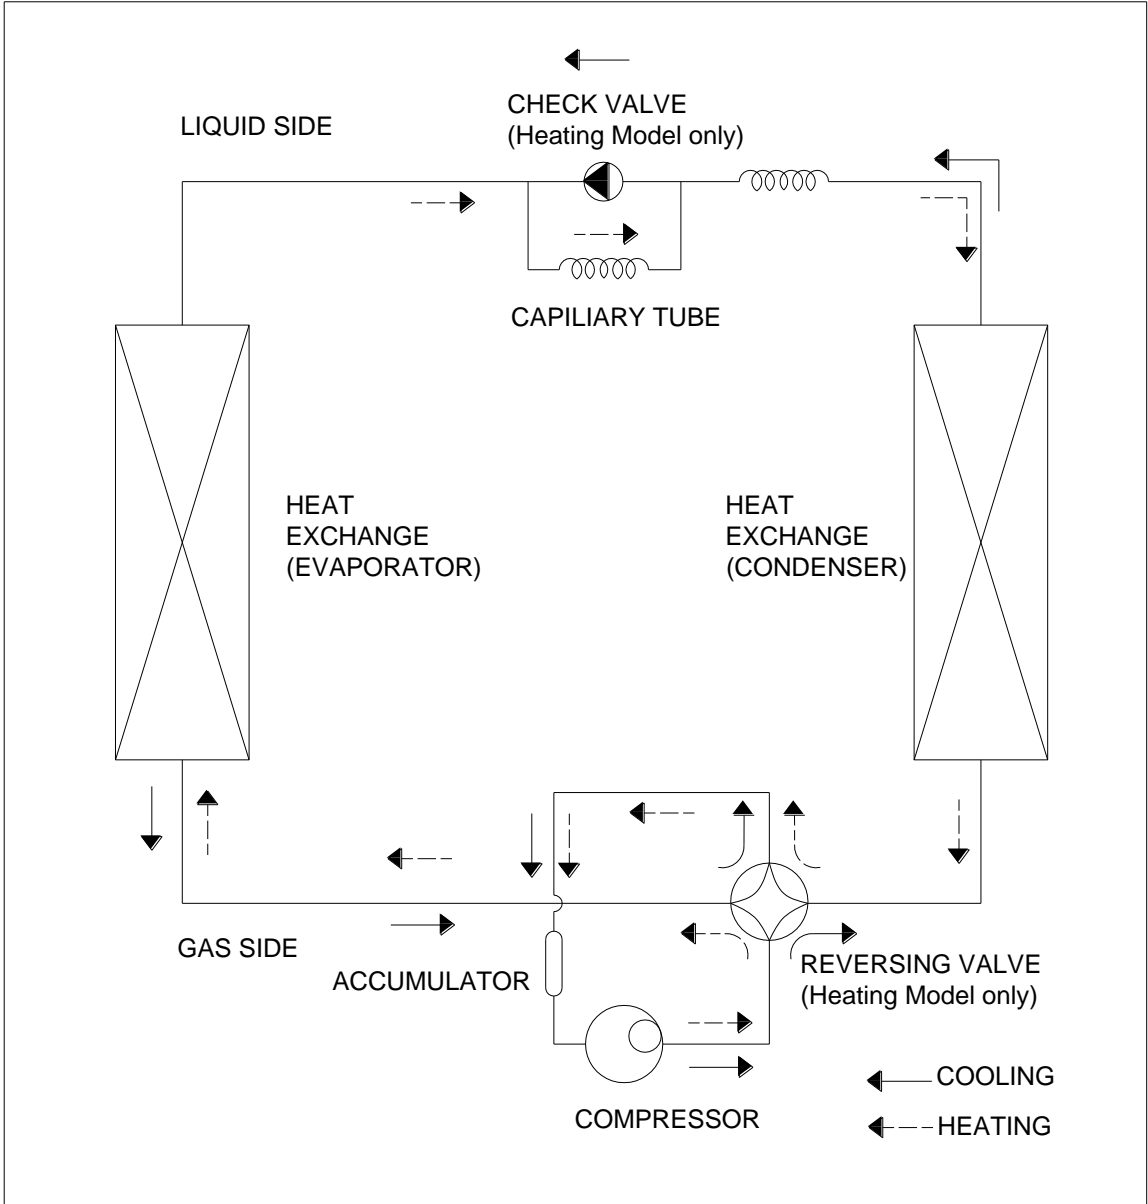 CHECK VALVE
(Heating Model only)
LIQUID SIDE
CAPILIARY TUBE
HEAT
EXCHANGE
(EVAPORATOR)
HEAT
EXCHANGE
(CONDENSER)
GAS SIDE
ACCUMULATOR
REVERSING VALVE
(Heating Model only)
COMPRESSOR
COOLING
HEATING